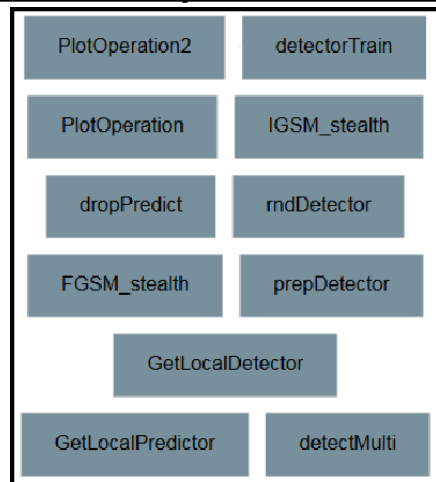 PlotOperation2 detectorTrain
PlotOperation IGSM_stealth
dropPredict rndDetector
FGSM_stealth prepDetector
GetLocalDetector
GetLocalPredictor detectMulti